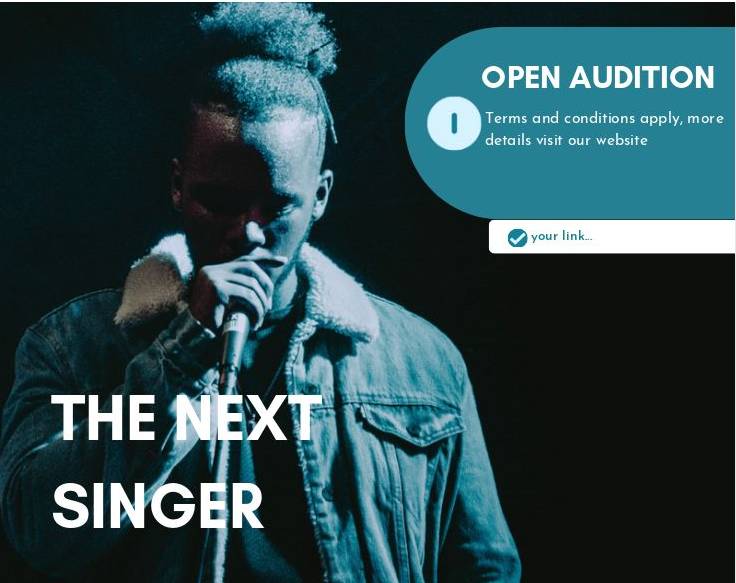 OPEN AUDITION
Terms and conditions apply, more
details visit our website
your link...
THE NEXT
SINGER